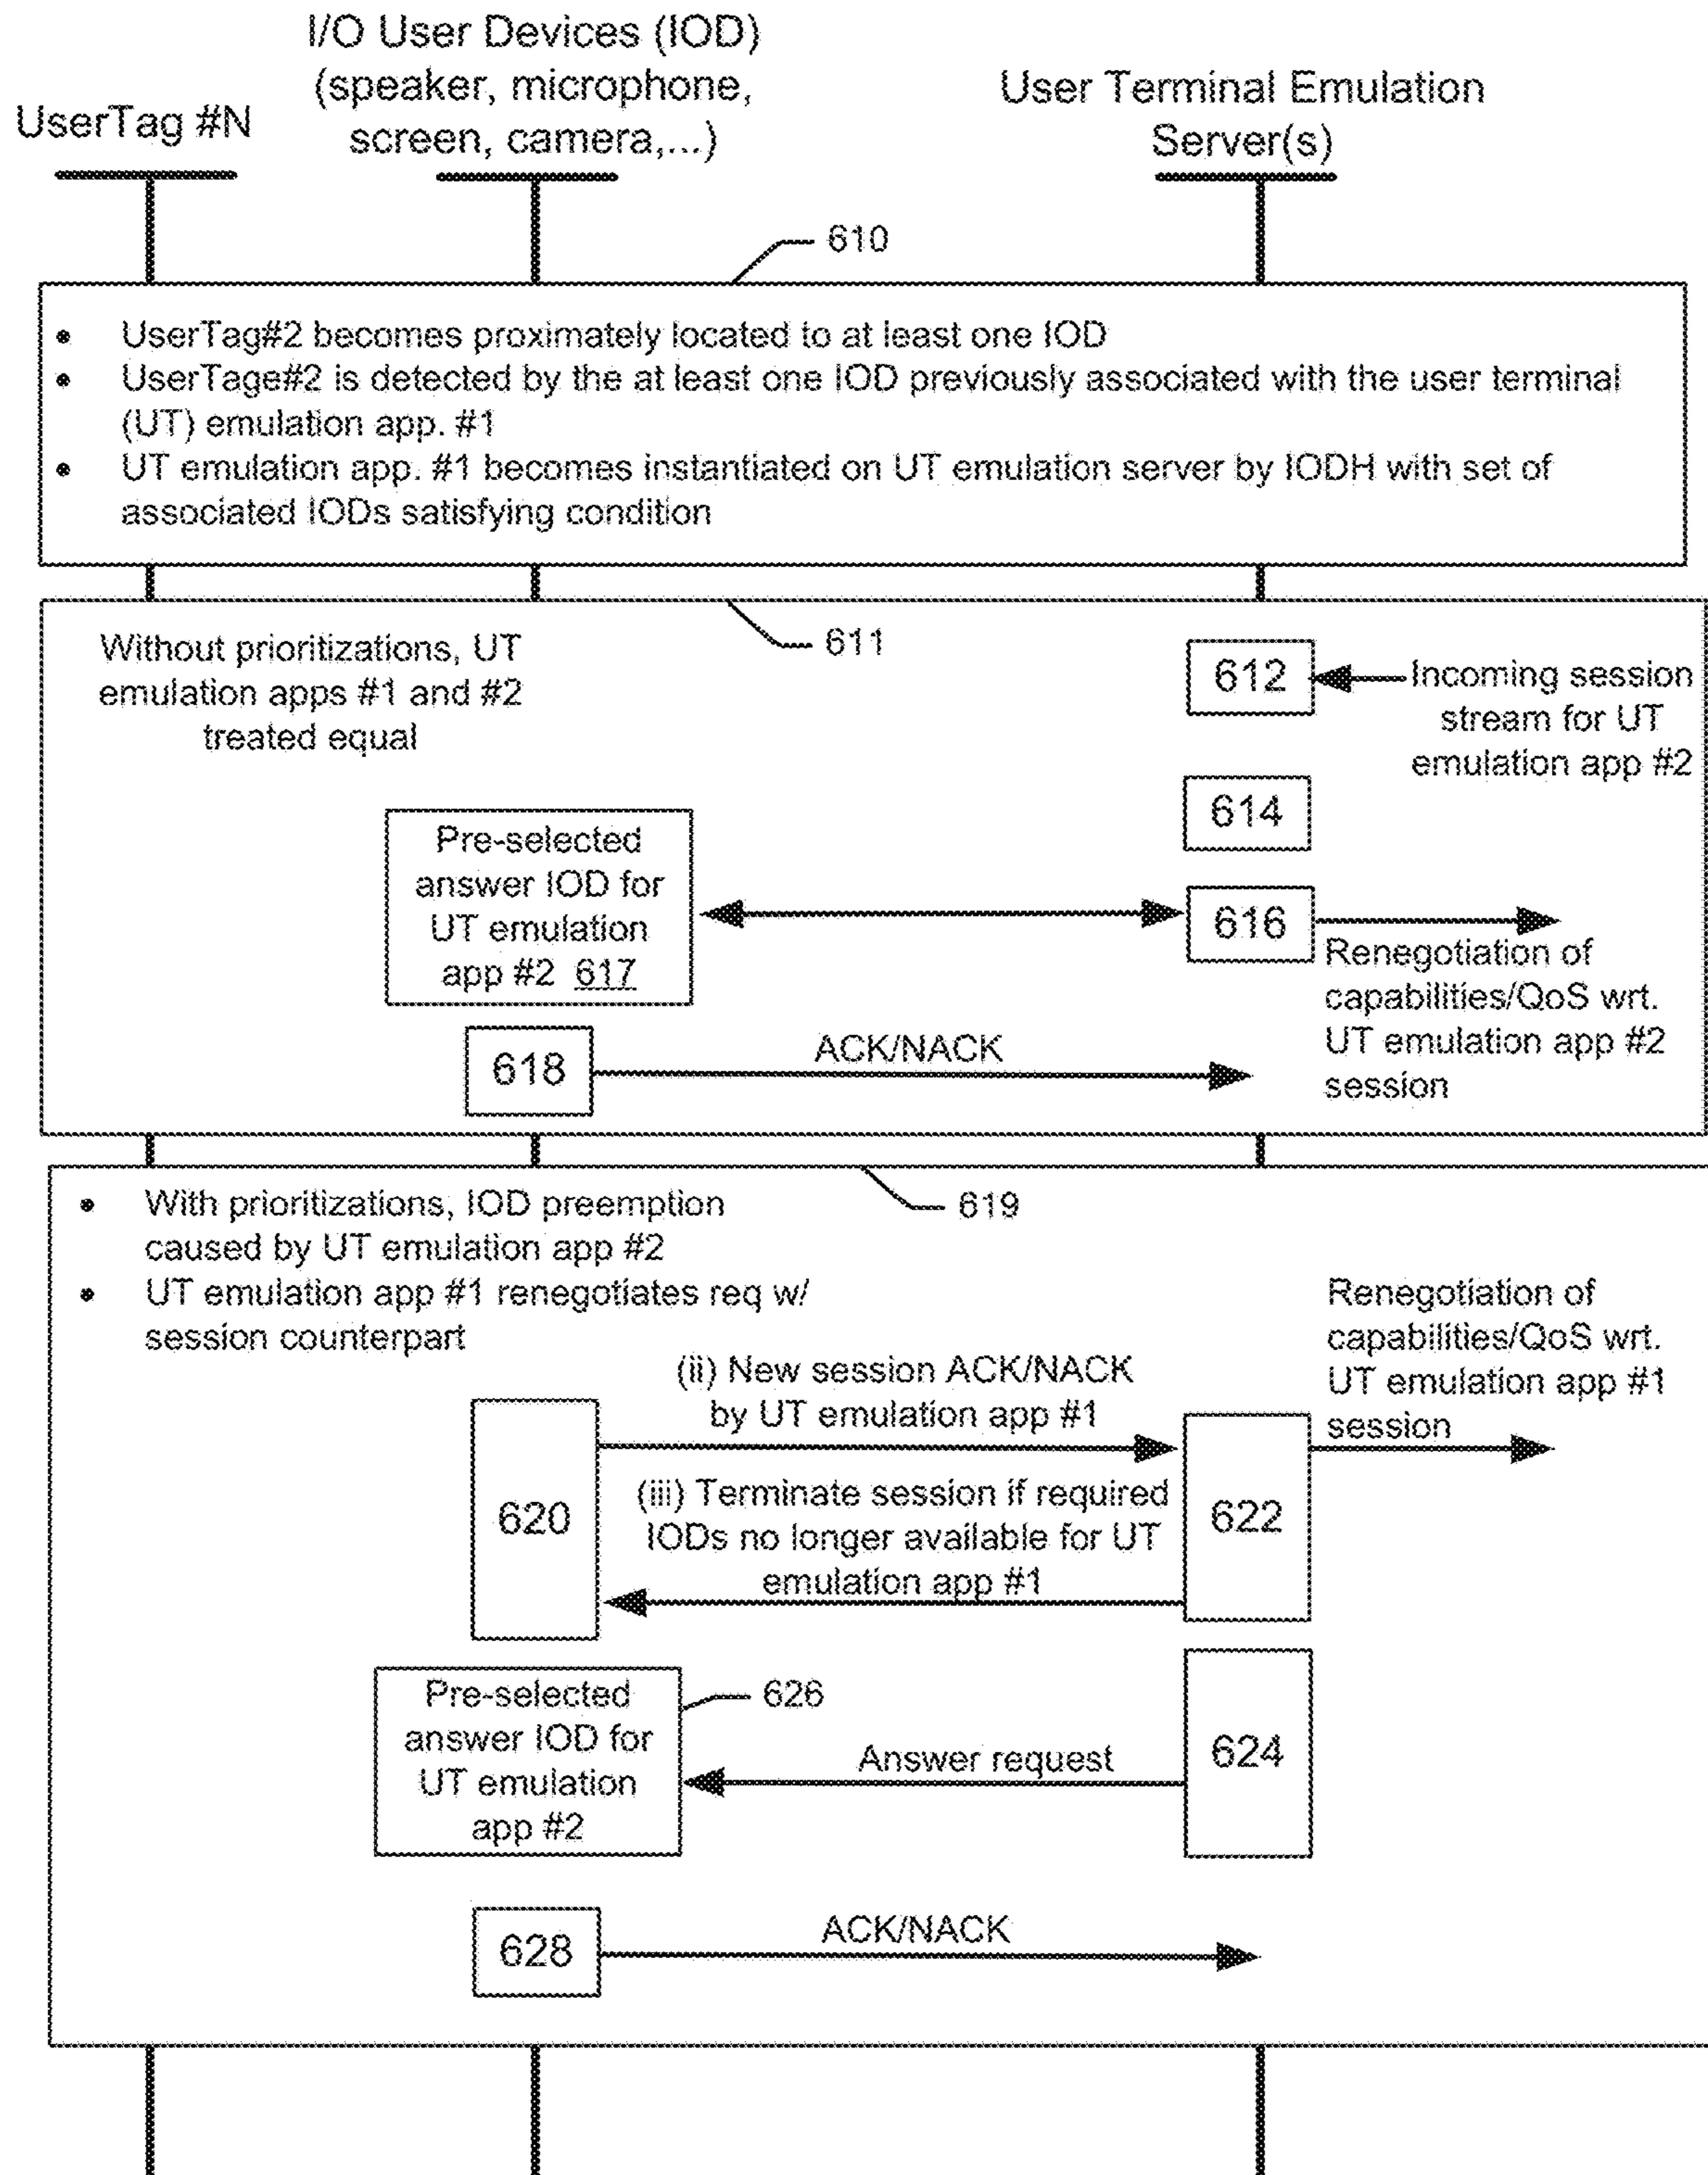 I/O User Devices (IOD)
(speaker, microphone,
screen, camera,...)
UserTag #N
User Terminal Emulation
Server(s)
610
• UserTag#2 becomes proximately located to at least one IOD
• UserTage#2 is detected by the at least one IOD previously associated with the user terminal
(UT) emulation app. #1
• UT emulation app. #1 becomes instantiated on UT emulation server by IODH with set of
associated IODs satisfying condition
611
Without prioritizations, UT
emulation apps #1 and #2
treated equal
612
Incoming session
stream for UT
emulation app #2
614
Pre-selected
answer IOD for
UT emulation
app #2 617
616
Renegotiation of
capabilities/QoS wrt.
UT emulation app #2
session
618
ACK/NACK
619
• With prioritizations, IOD preemption
caused by UT emulation app #2
• UT emulation app #1 renegotiates req w/
session counterpart
Renegotiation of
capabilities/QoS wrt.
UT emulation app #1
session
(ii) New session ACK/NACK
by UT emulation app #1
620
(iii) Terminate session if required
IODs no longer available for UT
emulation app #1
622
Pre-selected
answer IOD for
UT emulation
app #2
626
Answer request
624
628
ACK/NACK